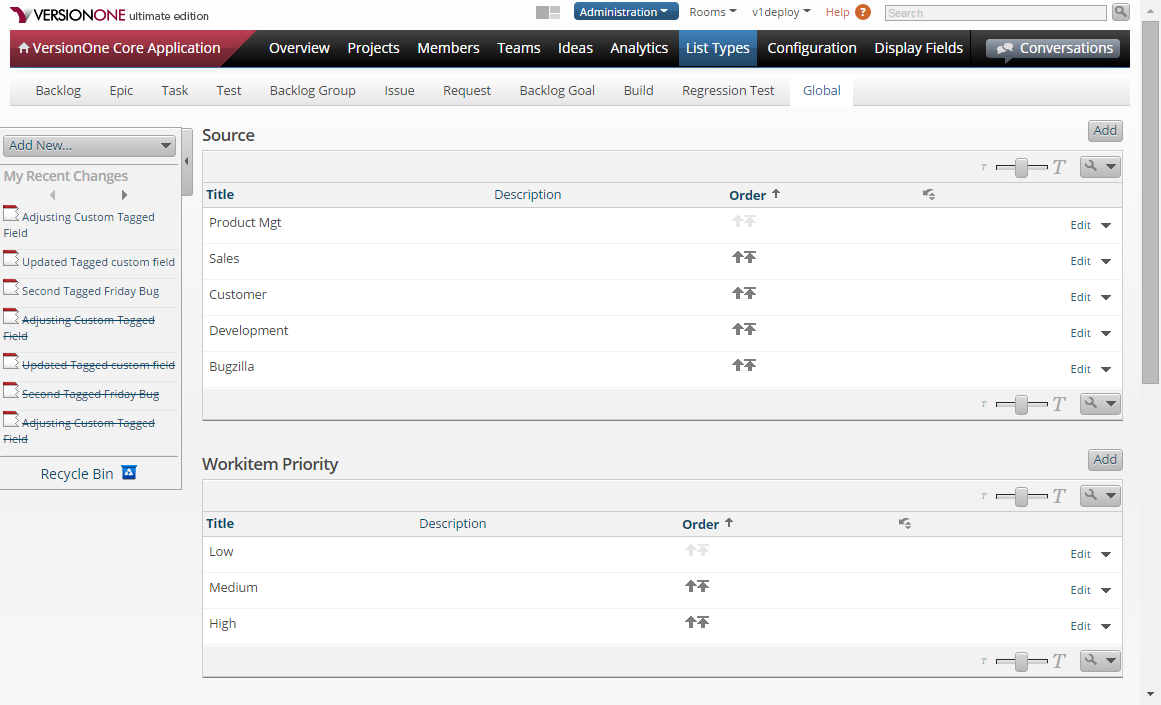 VERSIONONE ultimate edition
Administration Rooms v1deploy Help ? Search
VersionOne Core Application Overview Projects Members Teams Ideas Analytics List Types Configuration Display Fields Conversations
Backlog Epic Task Test Backlog Group Issue Request Backlog Goal Build Regression Test Global
Add New...
My Recent Changes
Adjusting Custom Tagged
Field
Updated Tagged custom field
Second Tagged Friday Bug
Adjusting Custom Tagged
Field
Updated Tagged custom field
Second Tagged Friday Bug
Adjusting Custom Tagged
Field
Recycle Bin
Source Add
T T
Title Description Order
Product Mgt Edit
Sales Edit
Customer Edit
Development Edit
Bugzilla Edit
T T
Workitem Priority Add
T T
Title Description Order
Low Edit
Medium Edit
High Edit
T T